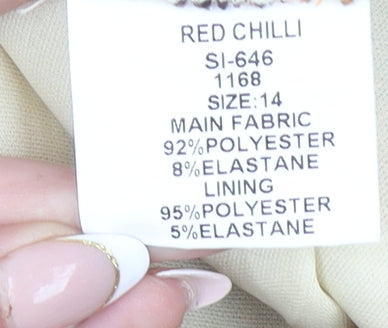 RED CHILLI
SI-646
1168
SIZE:14
MAIN FABRIC
92%POLYESTER
8%ELASTANE
LINING
95%POLYESTER
5%ELASTANE